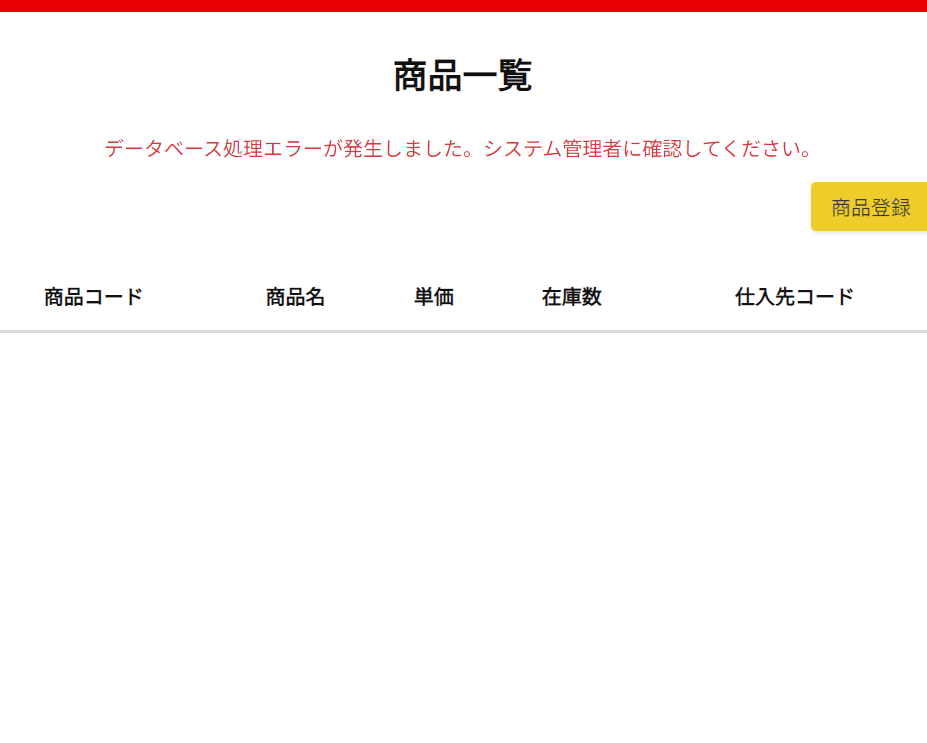 商品一覧
データベース処理エラーが発生しました。システム管理者に確認してください。
商品登録
商品コード 商品名 単価 在庫数 仕入先コード